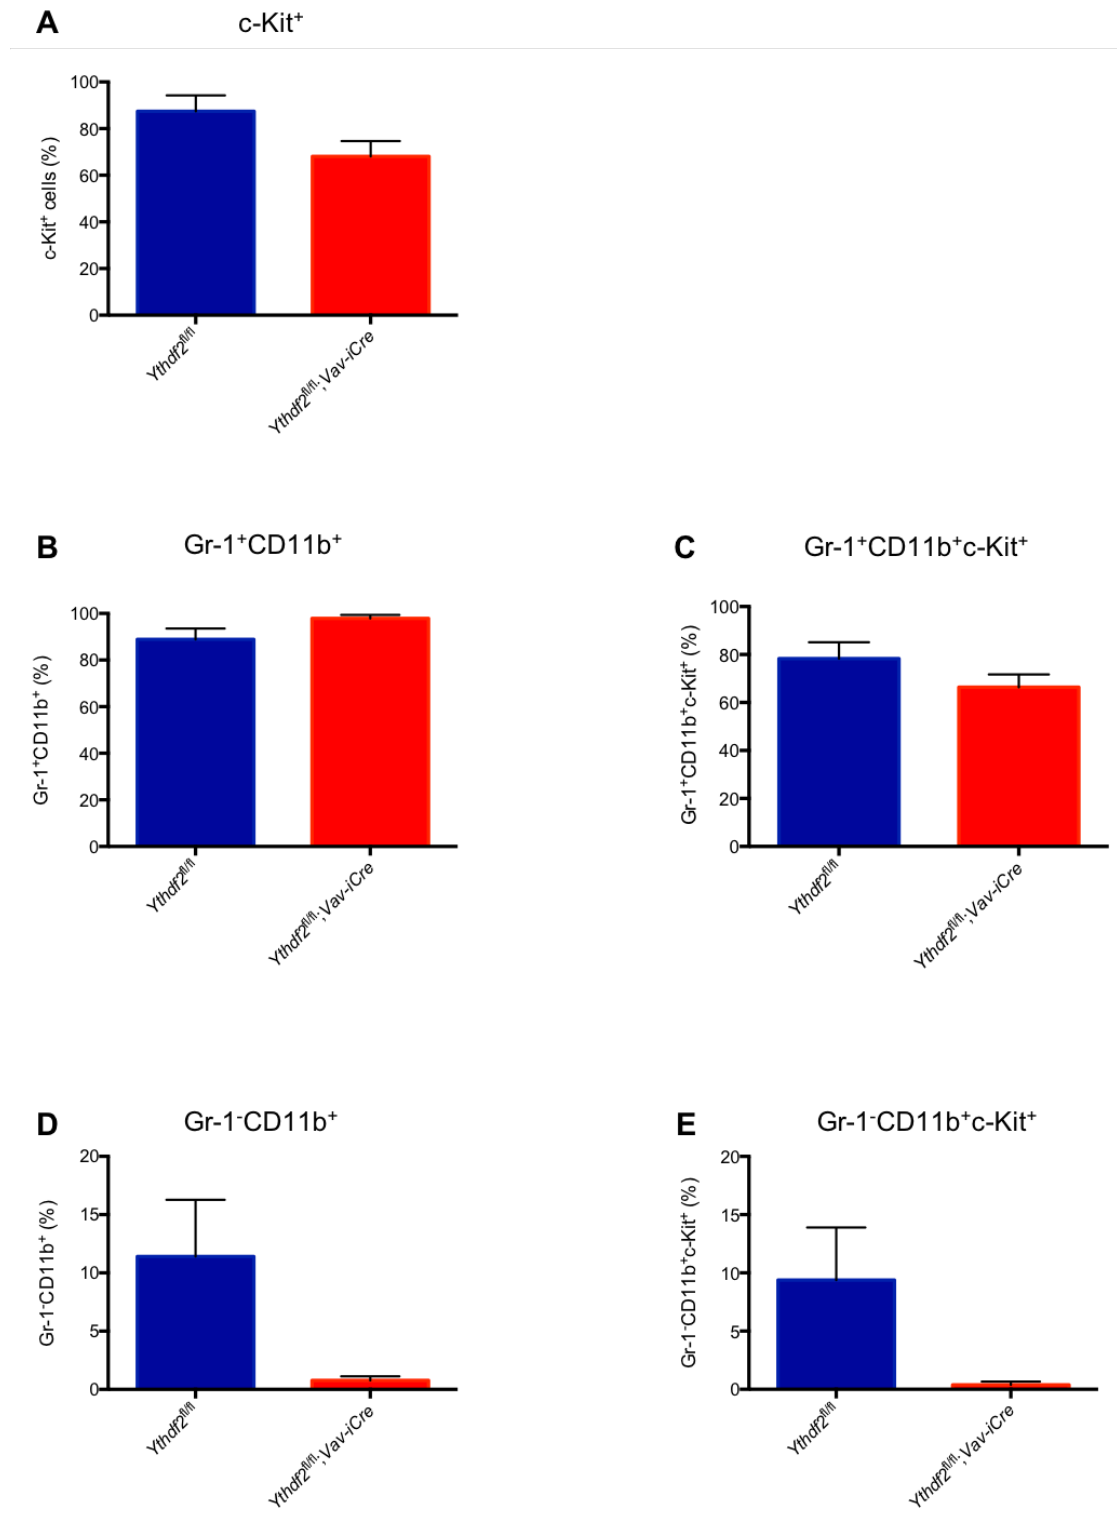 A c-Kit⁺
c-Kit⁺ cells (%)
100
80
60
40
20
0
Ythdf2ᶠˡ/ᶠˡ
Ythdf2ᶠˡ/ᶠˡ;Vav-iCre
B Gr-1⁺CD11b⁺
Gr-1⁺CD11b⁺ (%)
100
80
60
40
20
0
Ythdf2ᶠˡ/ᶠˡ
Ythdf2ᶠˡ/ᶠˡ;Vav-iCre
C Gr-1⁺CD11b⁺c-Kit⁺
Gr-1⁺CD11b⁺c-Kit⁺ (%)
100
80
60
40
20
0
Ythdf2ᶠˡ/ᶠˡ
Ythdf2ᶠˡ/ᶠˡ;Vav-iCre
D Gr-1⁻CD11b⁺
Gr-1⁻CD11b⁺ (%)
20
15
10
5
0
Ythdf2ᶠˡ/ᶠˡ
Ythdf2ᶠˡ/ᶠˡ;Vav-iCre
E Gr-1⁻CD11b⁺c-Kit⁺
Gr-1⁻CD11b⁺c-Kit⁺ (%)
20
15
10
5
0
Ythdf2ᶠˡ/ᶠˡ
Ythdf2ᶠˡ/ᶠˡ;Vav-iCre